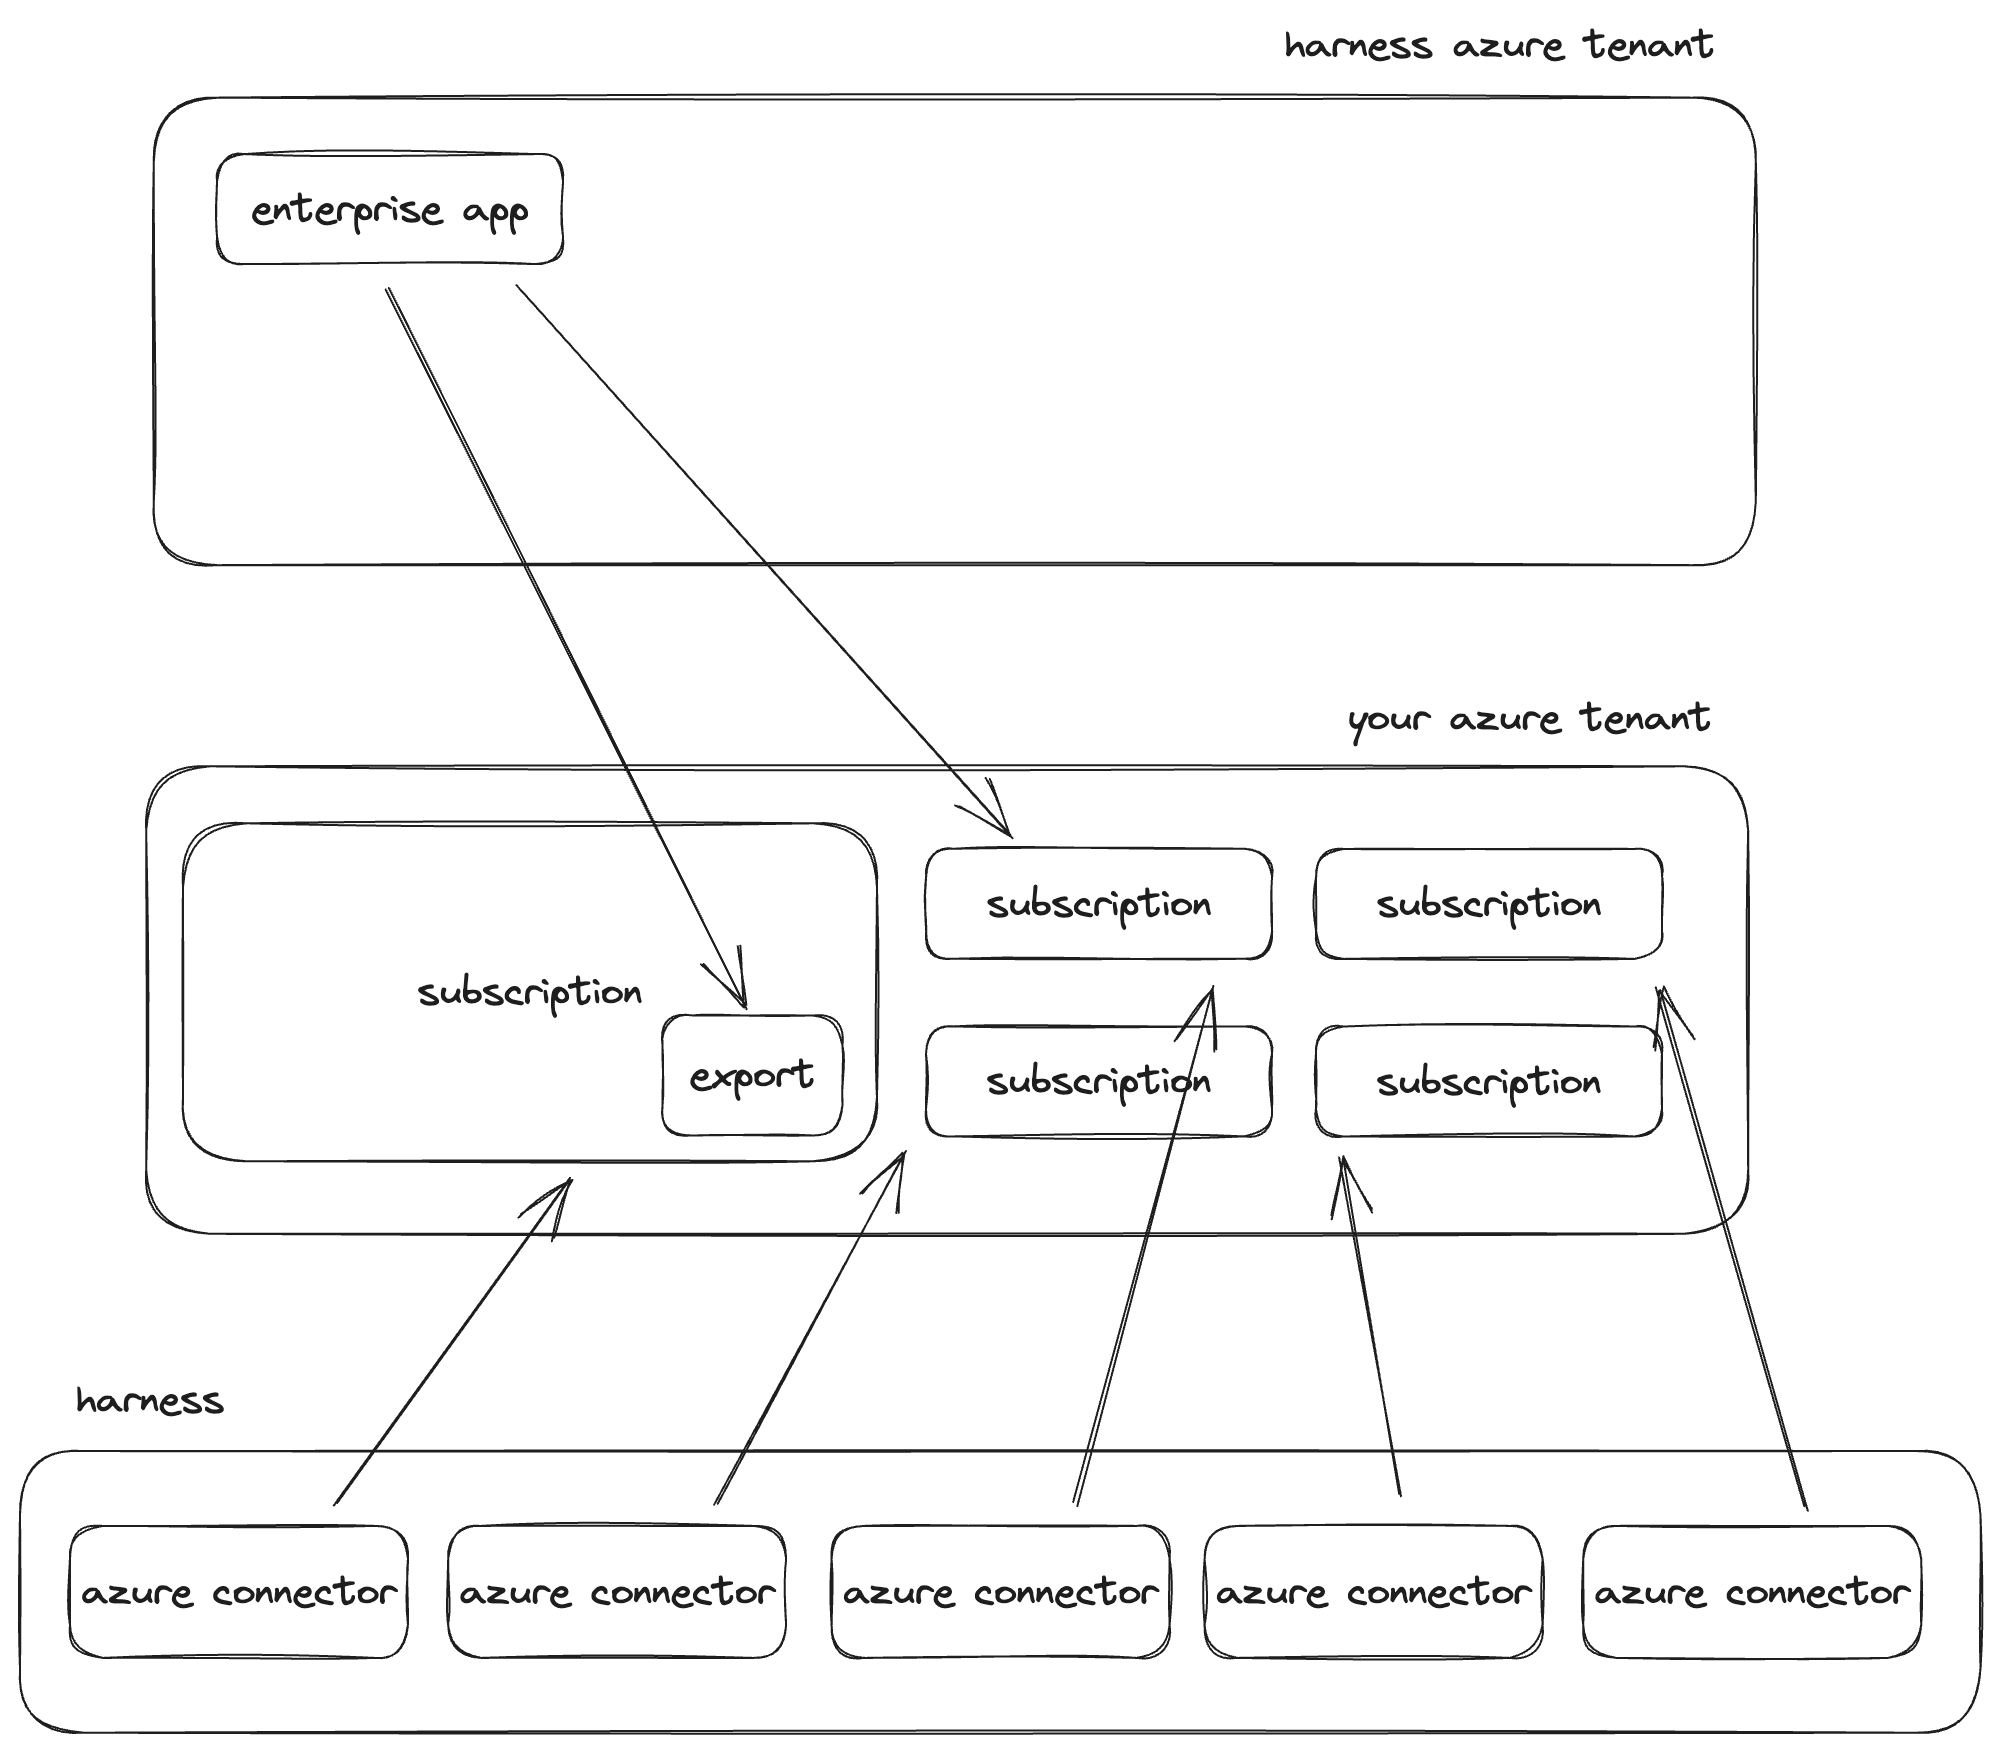 harness azure tenant
enterprise app
your azure tenant
subscription
subscription
subscription
export
subscription
subscription
harness
azure connector
azure connector
azure connector
azure connector
azure connector